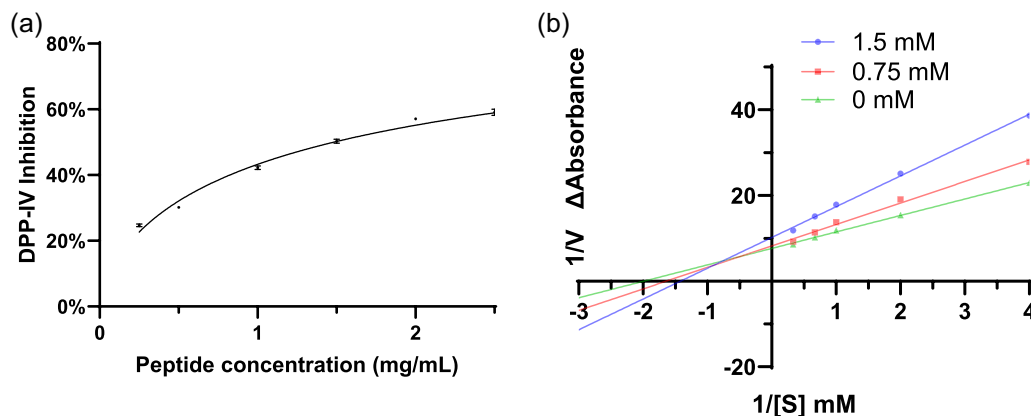 (a)
80%
60%
40%
20%
0%
DPP-IV Inhibition
0
1
2
Peptide concentration (mg/mL)
(b)
1.5 mM
0.75 mM
0 mM
1/V ΔAbsorbance
40
20
-20
-3
-2
-1
0
1
2
3
4
1/[S] mM